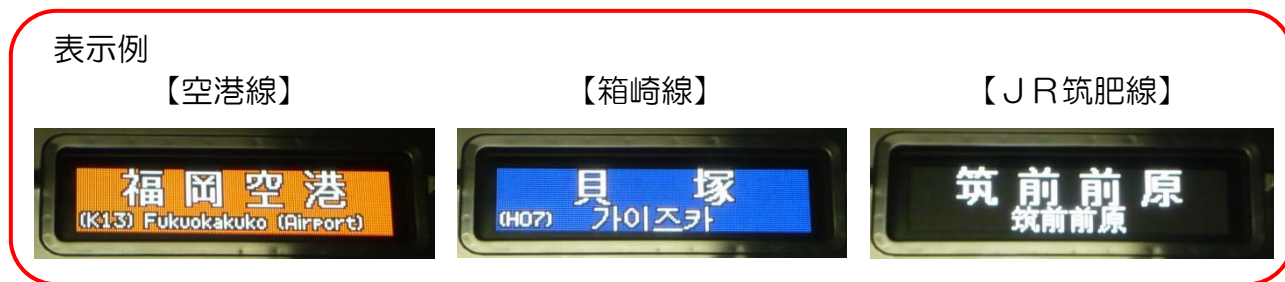 表示例
【空港線】
【箱崎線】
【ＪＲ筑肥線】
福岡空港
(K13) Fukuokakuko (Airport)
貝塚
(H07) 가이즈카
筑前前原
筑前前原